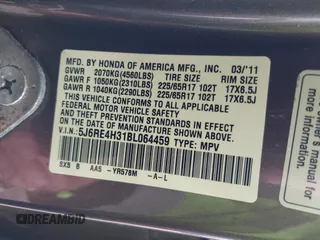 MFD. BY HONDA OF AMERICA MFG., INC. 03/'11
GVWR 2070KG(4560LBS) TIRE SIZE RIM SIZE
GAWR F 1050KG(2310LBS) 225/65R17 102T 17X6.5J
GAWR R 1040KG(2290LBS) 225/65R17 102T 17X6.5J
THIS VEHICLE CONFORMS TO ALL APPLICABLE
FEDERAL MOTOR VEHICLE SAFETY AND THEFT
PREVENTION STANDARDS IN EFFECT ON THE
DATE OF MANUFACTURE SHOWN ABOVE.
V.I.N.:5J6RE4H31BL064459 TYPE: MPV
SXS B AA5 -YR578M -A-L
DREAMBID